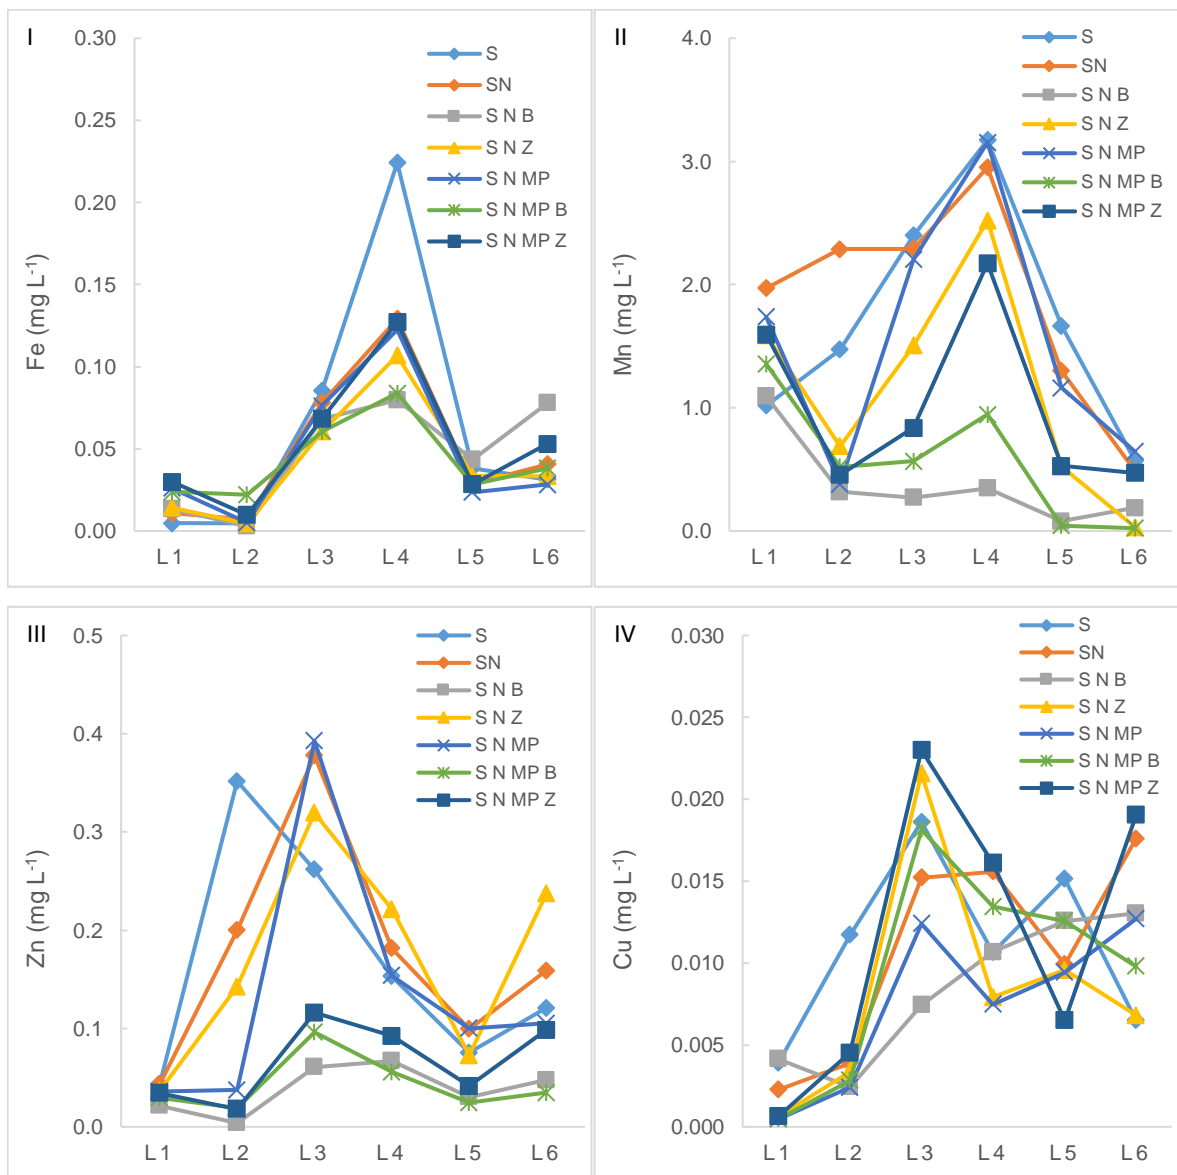 I
Fe (mg L-1)
0.30
0.25
0.20
0.15
0.10
0.05
0.00
L 1 L 2 L 3 L 4 L 5 L 6
S
SN
S N B
S N Z
S N MP
S N MP B
S N MP Z
II
Mn (mg L-1)
4.0
3.0
2.0
1.0
0.0
L 1 L 2 L 3 L 4 L 5 L 6
S
SN
S N B
S N Z
S N MP
S N MP B
S N MP Z
III
Zn (mg L-1)
0.5
0.4
0.3
0.2
0.1
0.0
L 1 L 2 L 3 L 4 L 5 L 6
S
SN
S N B
S N Z
S N MP
S N MP B
S N MP Z
IV
Cu (mg L-1)
0.030
0.025
0.020
0.015
0.010
0.005
0.000
L 1 L 2 L 3 L 4 L 5 L 6
S
SN
S N B
S N Z
S N MP
S N MP B
S N MP Z